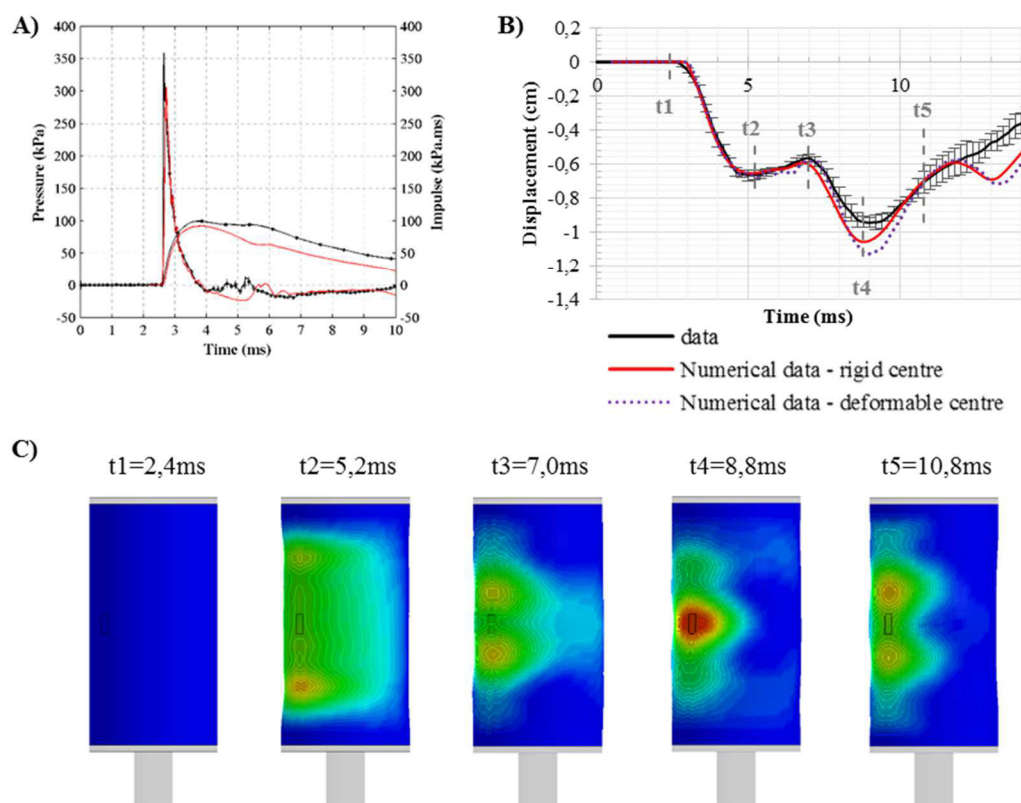 A)
400
350
300
250
200
150
100
50
0
-50
Pressure (kPa)
400
350
300
250
200
150
100
50
0
-50
Impulse (kPa.ms)
0 1 2 3 4 5 6 7 8 9 10
Time (ms)
B)
0,2
0
-0,2
-0,4
-0,6
-0,8
-1
-1,2
-1,4
Displacement (cm)
0 5 10
t1 t2 t3 t5
t4
Time (ms)
data
Numerical data - rigid centre
Numerical data - deformable centre
C)
t1=2,4ms t2=5,2ms t3=7,0ms t4=8,8ms t5=10,8ms